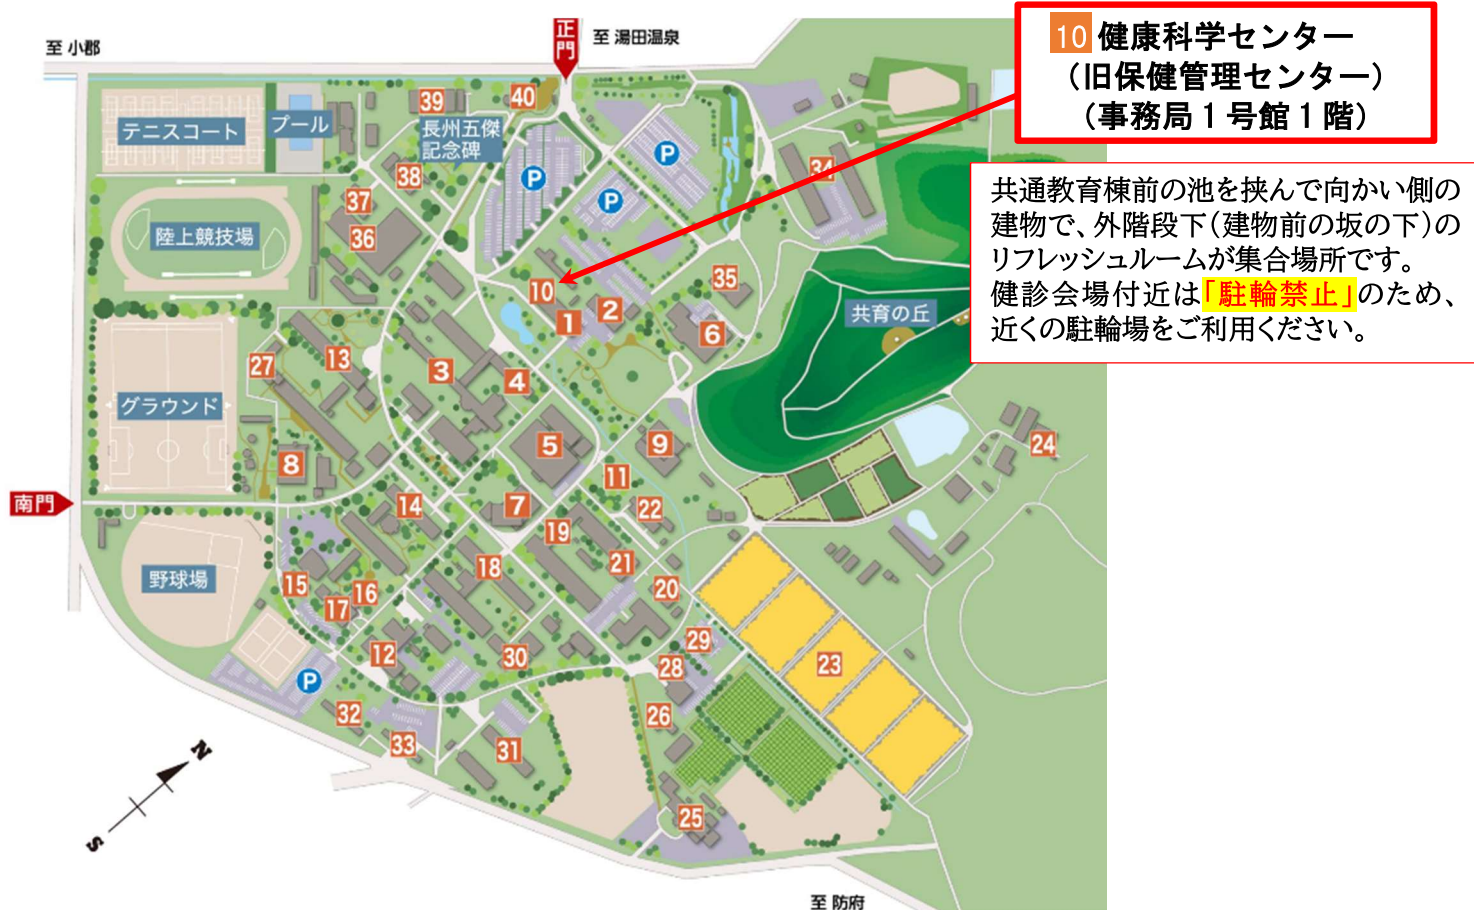 至 小郡
正門
至 湯田温泉
10 健康科学センター
（旧保健管理センター）
（事務局１号館１階）
共通教育棟前の池を挟んで向かい側の
建物で、外階段下（建物前の坂の下）の
リフレッシュルームが集合場所です。
健診会場付近は「駐輪禁止」のため、
近くの駐輪場をご利用ください。
テニスコート
プール
39
40
長州五傑
記念碑
38
P
P
P
34
37
36
陸上競技場
10
1
2
35
6
共育の丘
27
13
3
4
グラウンド
8
5
9
24
南門
14
7
11
22
19
野球場
15
16
17
18
21
20
12
30
29
28
23
P
32
33
31
26
25
N
S
至 防府